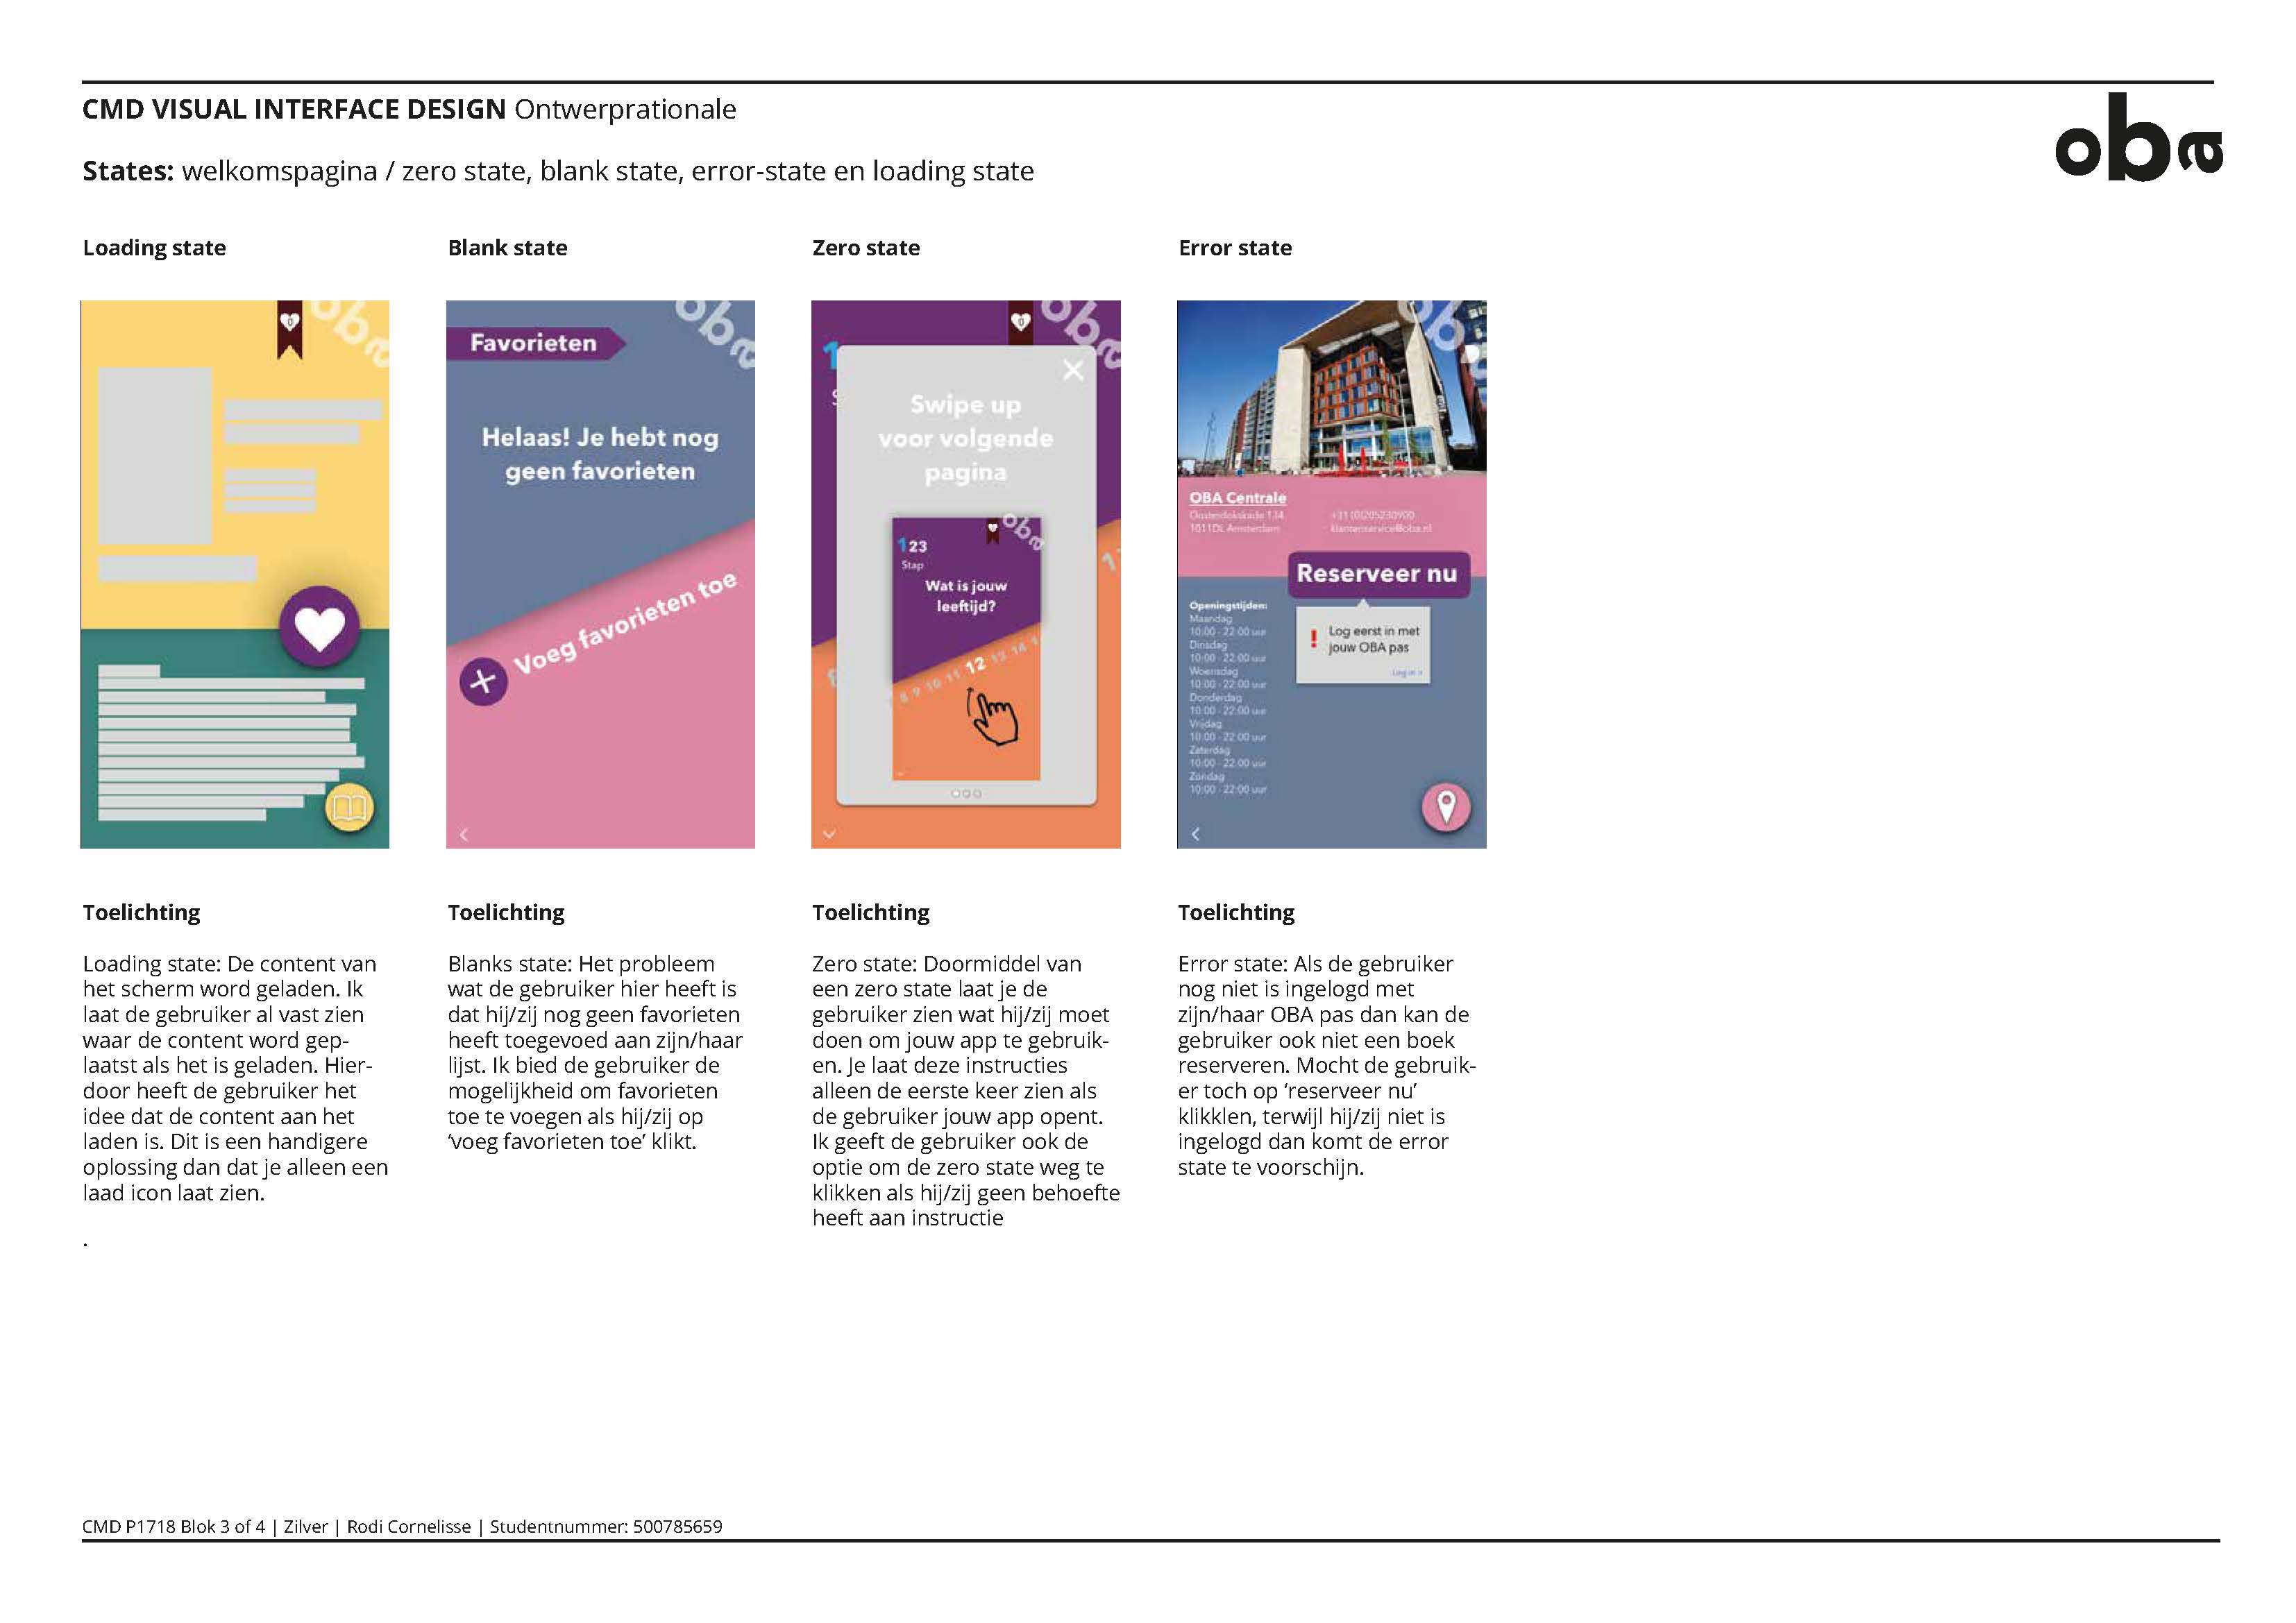 CMD VISUAL INTERFACE DESIGN Ontwerprationale
oba
States: welkomspagina / zero state, blank state, error-state en loading state
Loading state
0
oba
Toelichting
Loading state: De content van
het scherm word geladen. Ik
laat de gebruiker al vast zien
waar de content word gep-
laatst als het is geladen. Hier-
door heeft de gebruiker het
idee dat de content aan het
laden is. Dit is een handigere
oplossing dan dat je alleen een
laad icon laat zien.
.
Blank state
oba
Favorieten
Helaas! Je hebt nog
geen favorieten
Voeg favorieten toe
Toelichting
Blanks state: Het probleem
wat de gebruiker hier heeft is
dat hij/zij nog geen favorieten
heeft toegevoed aan zijn/haar
lijst. Ik bied de gebruiker de
mogelijkheid om favorieten
toe te voegen als hij/zij op
‘voeg favorieten toe’ klikt.
Zero state
0
oba
1
S
Swipe up
voor volgende
pagina
oba
123
Stap
Wat is jouw
leeftijd?
8 9 10 11 12 13 14 1
8
1
Toelichting
Zero state: Doormiddel van
een zero state laat je de
gebruiker zien wat hij/zij moet
doen om jouw app te gebruik-
en. Je laat deze instructies
alleen de eerste keer zien als
de gebruiker jouw app opent.
Ik geeft de gebruiker ook de
optie om de zero state weg te
klikken als hij/zij geen behoefte
heeft aan instructie
Error state
oba
OBA Centrale
Oosterdokskade 134
1011DL Amsterdam
+31 (0)205230900
klantenservice@oba.nl
Reserveer nu
Log eerst in met
jouw OBA pas
Log in »
Openingstijden:
Maandag
10:00 - 22:00 uur
Dinsdag
10:00 - 22:00 uur
Woensdag
10:00 - 22:00 uur
Donderdag
10:00 - 22:00 uur
Vrijdag
10:00 - 22:00 uur
Zaterdag
10:00 - 22:00 uur
Zondag
10:00 - 22:00 uur
Toelichting
Error state: Als de gebruiker
nog niet is ingelogd met
zijn/haar OBA pas dan kan de
gebruiker ook niet een boek
reserveren. Mocht de gebruik-
er toch op ‘reserveer nu’
klikklen, terwijl hij/zij niet is
ingelogd dan komt de error
state te voorschijn.
CMD P1718 Blok 3 of 4 | Zilver | Rodi Cornelisse | Studentnummer: 500785659